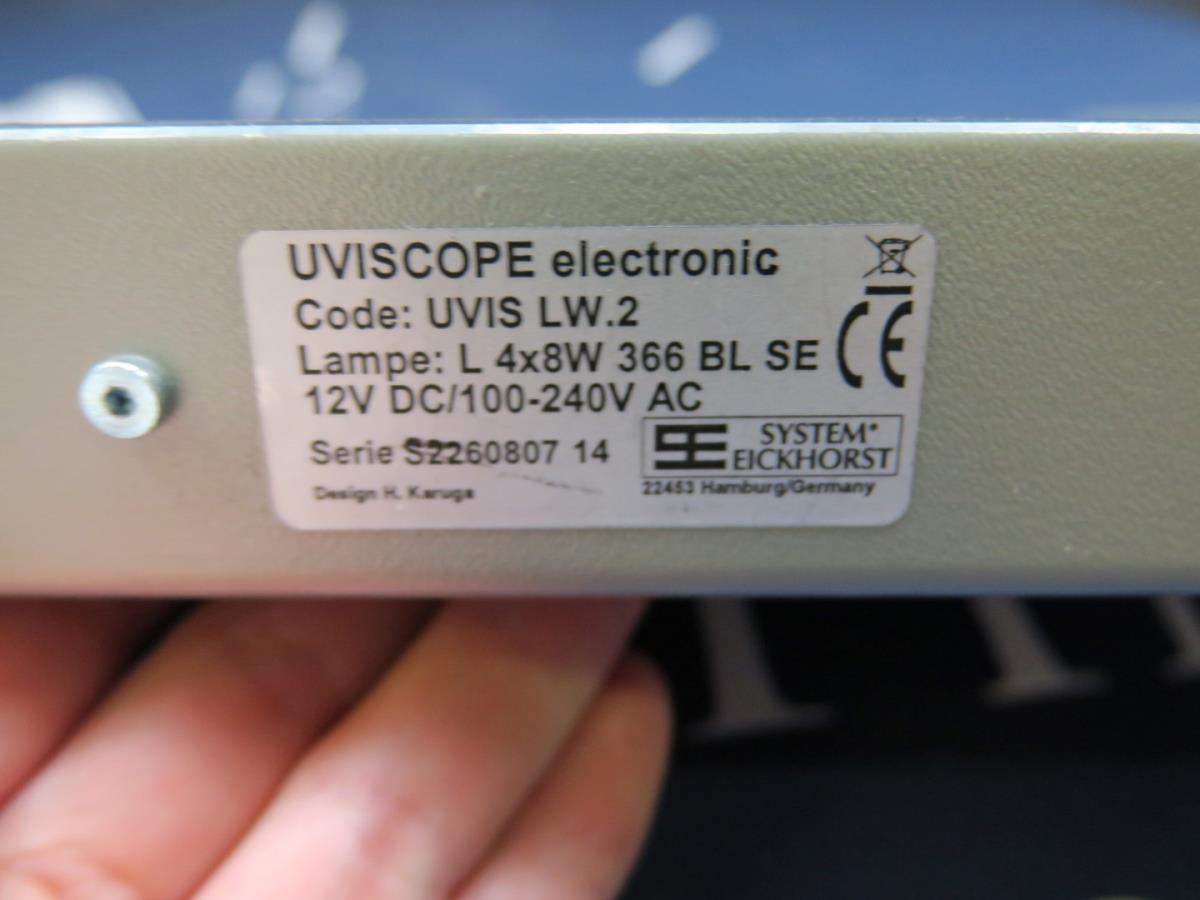 UVISCOPE electronic
Code: UVIS LW.2
Lampe: L 4x8W 366 BL SE
CE
12V DC/100-240V AC
Serie S2260807 14
SYSTEM
EICKHORST
Design H. Karuga
22453 Hamburg/Germany